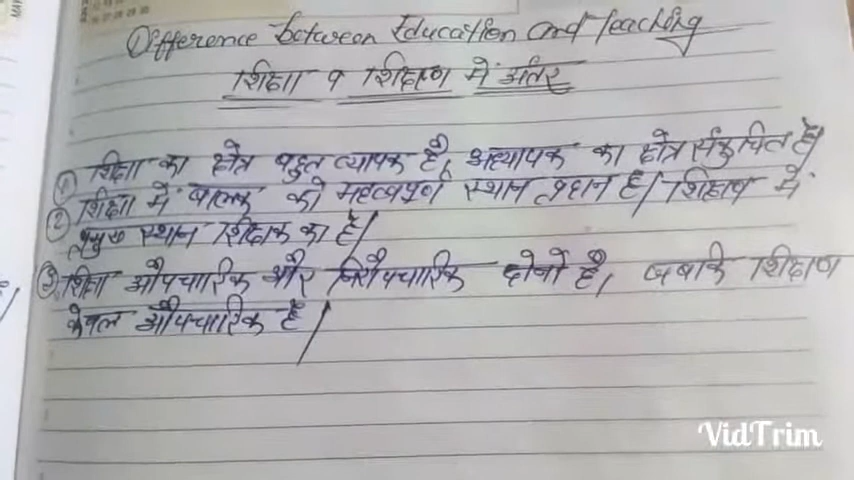 Difference between Education and Teaching
शिक्षा व शिक्षण में अंतर
① शिक्षा का क्षेत्र बहुत व्यापक है, अध्यापक का क्षेत्र संकुचित है।
② शिक्षा में बालक को महत्वपूर्ण स्थान प्रदान है। शिक्षण में
प्रमुख स्थान शिक्षक का है।
③ शिक्षा औपचारिक और निरौपचारिक दोनों है, जबकि शिक्षण
केवल औपचारिक है।
VidTrim